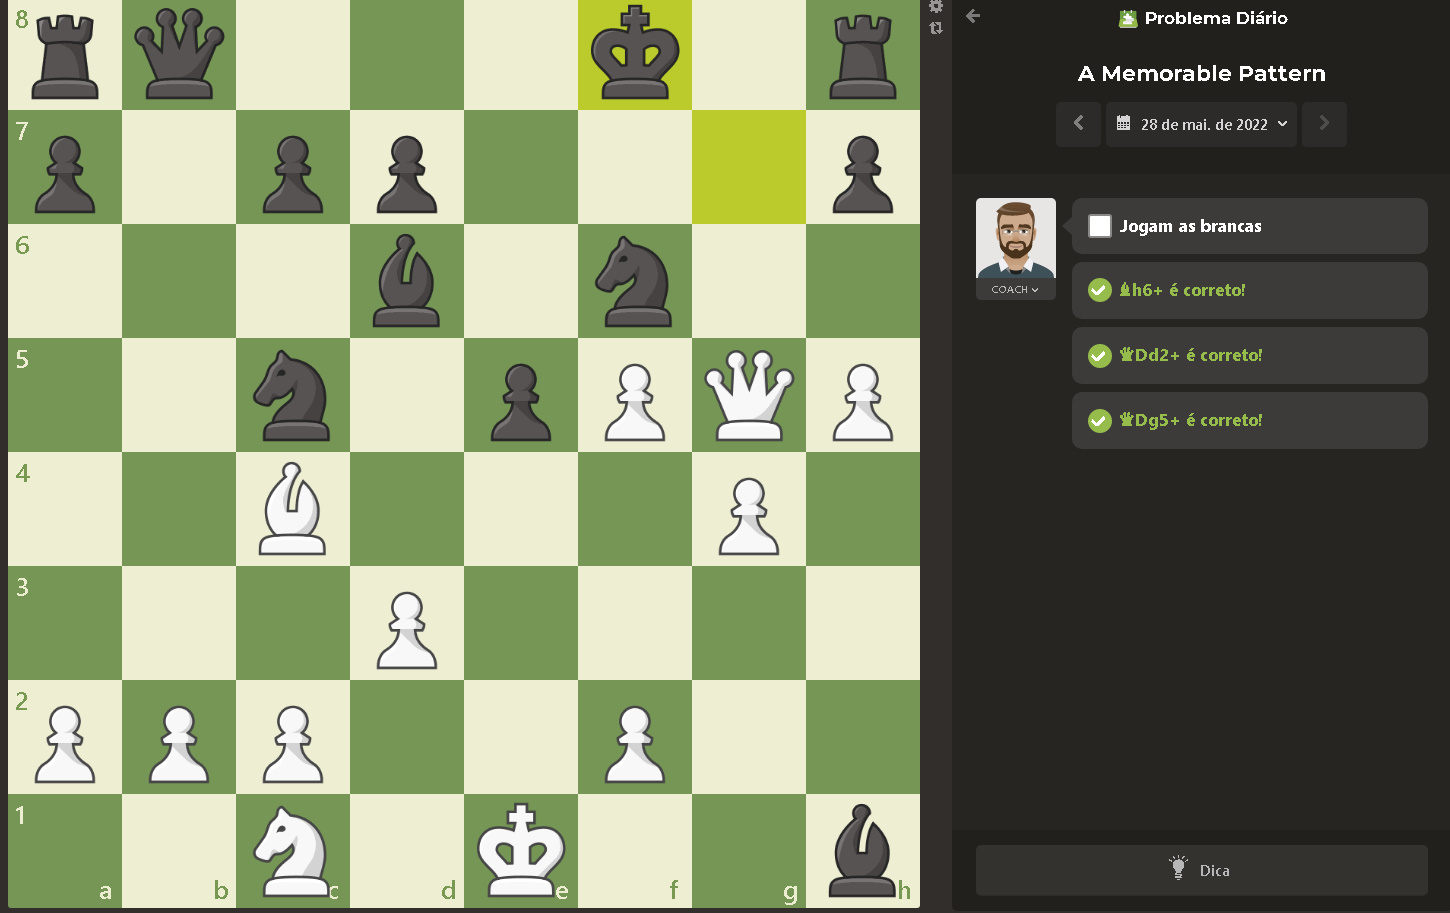 Problema Diário
A Memorable Pattern
28 de mai. de 2022
Jogam as brancas
COACH
♝h6+ é correto!
♛Dd2+ é correto!
♛Dg5+ é correto!
Dica
8
7
6
5
4
3
2
1
a b c d e f g h